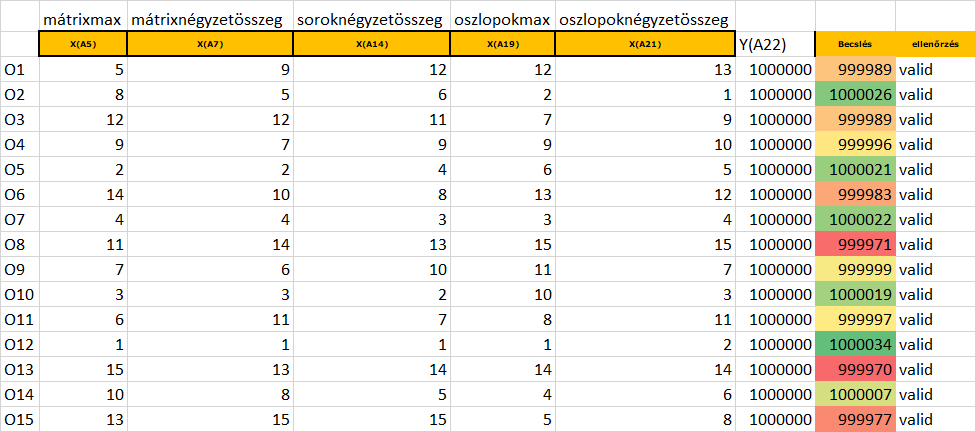 mátrixmax mátrixnégyzetösszeg soroknégyzetösszeg oszlopokmax oszlopoknégyzetösszeg
X(A5) X(A7) X(A14) X(A19) X(A21) Y(A22) Becslés ellenőrzés
O1 5 9 12 12 13 1000000 999989 valid
O2 8 5 6 2 1 1000000 1000026 valid
O3 12 12 11 7 9 1000000 999989 valid
O4 9 7 9 9 10 1000000 999996 valid
O5 2 2 4 6 5 1000000 1000021 valid
O6 14 10 8 13 12 1000000 999983 valid
O7 4 4 3 3 4 1000000 1000022 valid
O8 11 14 13 15 15 1000000 999971 valid
O9 7 6 10 11 7 1000000 999999 valid
O10 3 3 2 10 3 1000000 1000019 valid
O11 6 11 7 8 11 1000000 999997 valid
O12 1 1 1 1 2 1000000 1000034 valid
O13 15 13 14 14 14 1000000 999970 valid
O14 10 8 5 4 6 1000000 1000007 valid
O15 13 15 15 5 8 1000000 999977 valid